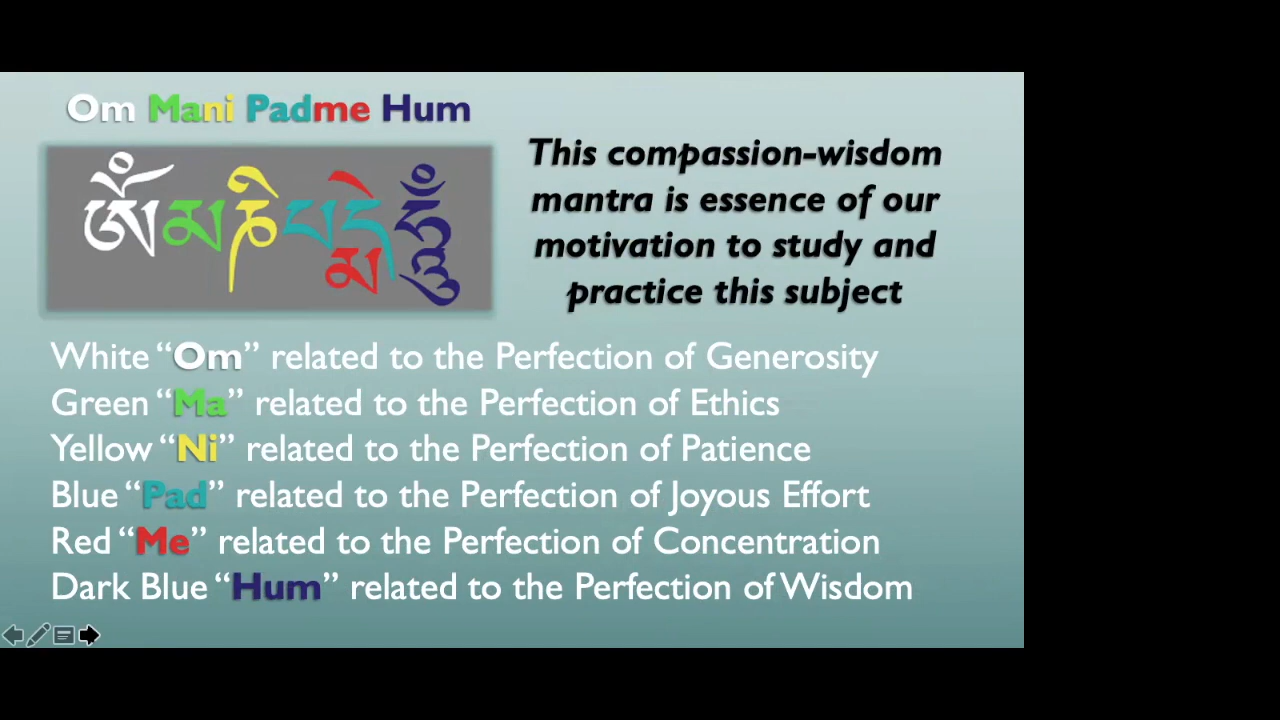 Om Mani Padme Hum
ༀམཎིཔདྨེཧཱུྃ
This compassion-wisdom
mantra is essence of our
motivation to study and
practice this subject
White “Om” related to the Perfection of Generosity
Green “Ma” related to the Perfection of Ethics
Yellow “Ni” related to the Perfection of Patience
Blue “Pad” related to the Perfection of Joyous Effort
Red “Me” related to the Perfection of Concentration
Dark Blue “Hum” related to the Perfection of Wisdom